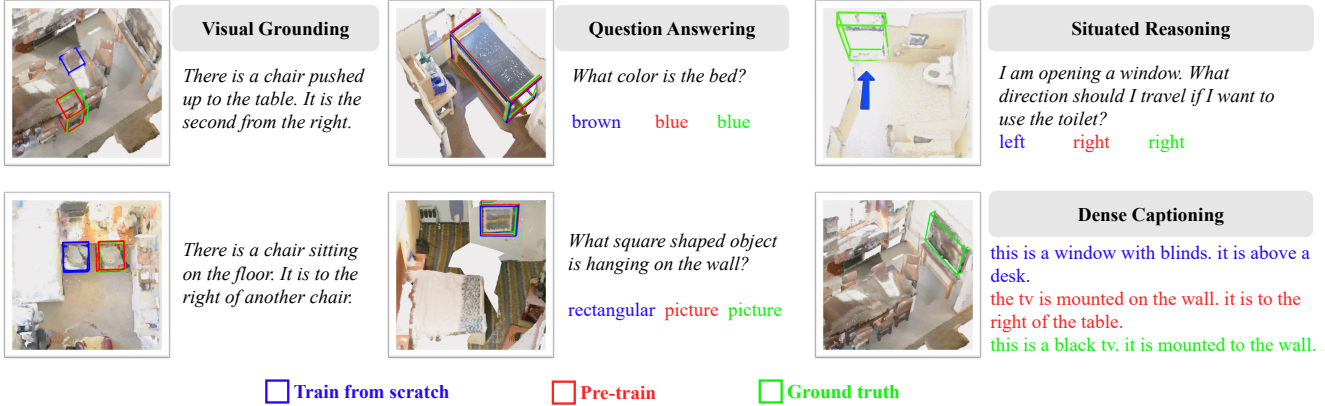 Visual Grounding
There is a chair pushed
up to the table. It is the
second from the right.
Question Answering
What color is the bed?
brown blue blue
Situated Reasoning
I am opening a window. What
direction should I travel if I want to
use the toilet?
left right right
There is a chair sitting
on the floor. It is to the
right of another chair.
What square shaped object
is hanging on the wall?
rectangular picture picture
Dense Captioning
this is a window with blinds. it is above a
desk.
the tv is mounted on the wall. it is to the
right of the table.
this is a black tv. it is mounted to the wall.
Train from scratch Pre-train Ground truth